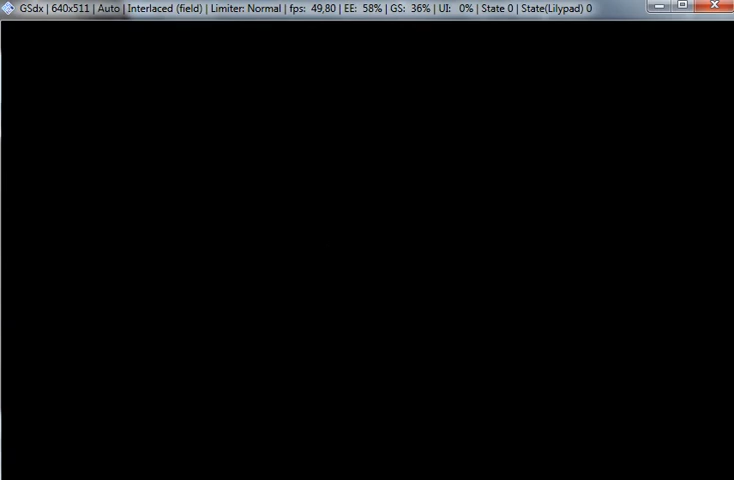 GSdx | 640x511 | Auto | Interlaced (field) | Limiter: Normal | fps: 49,80 | EE: 58% | GS: 36% | UI: 0% | State 0 | State(Lilypad) 0